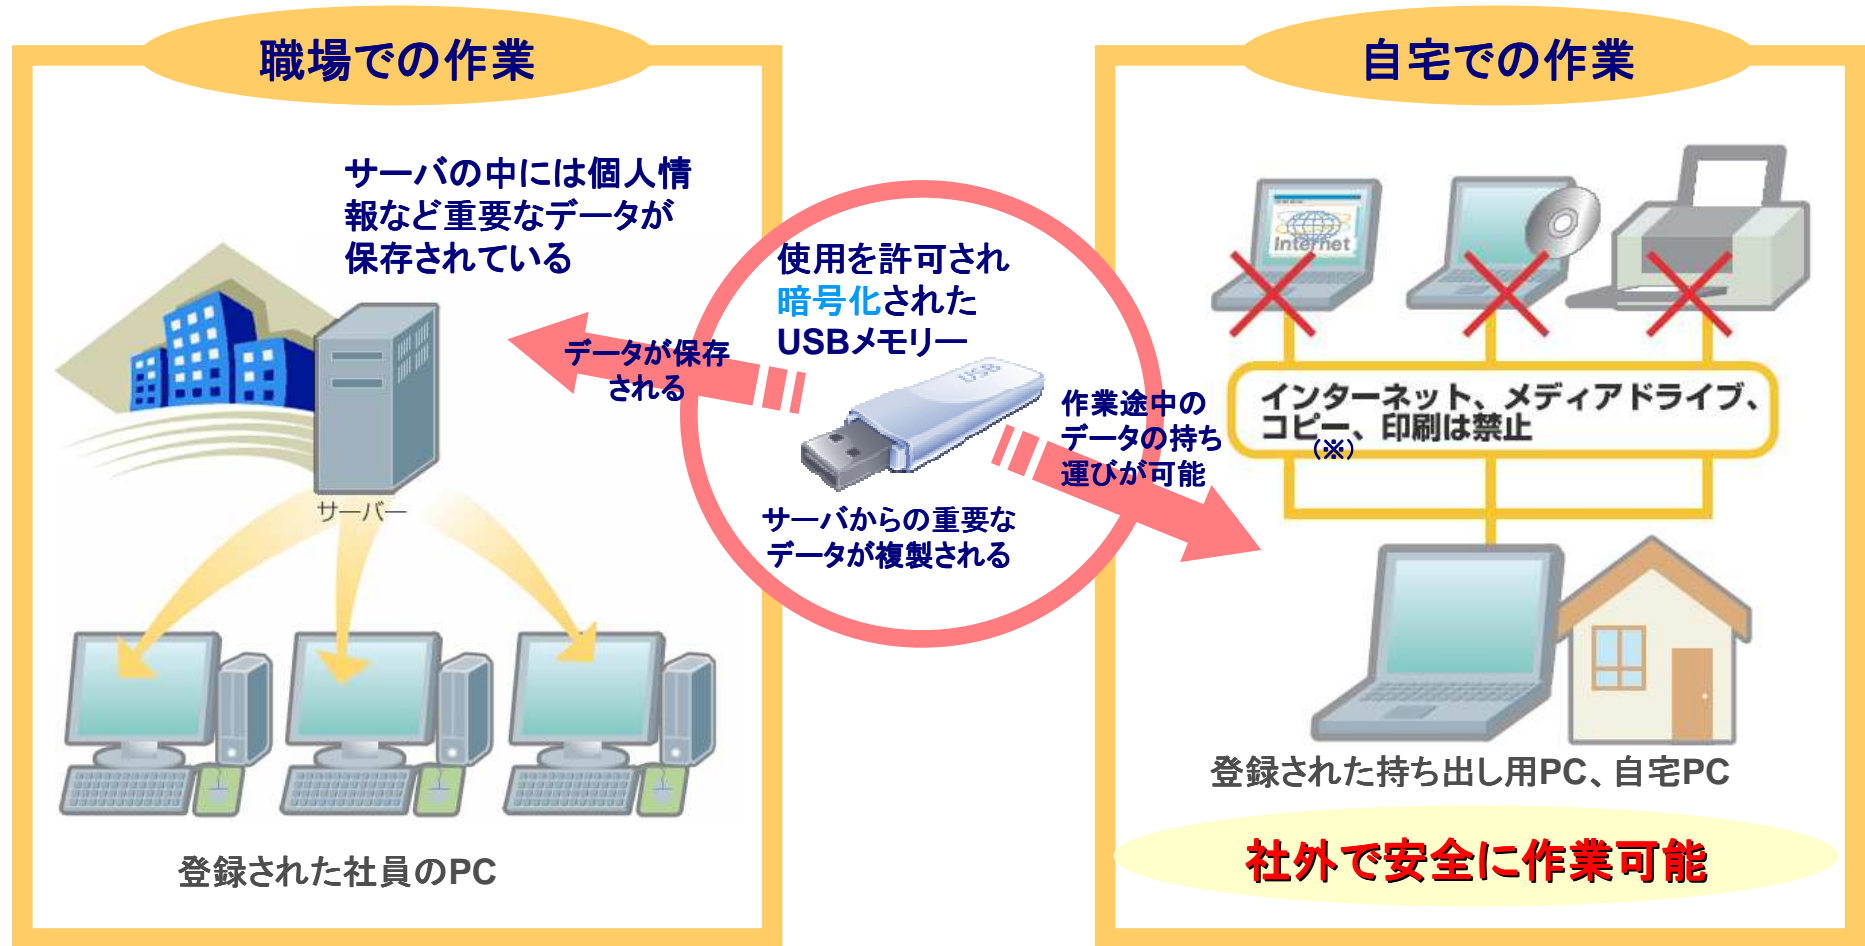 職場での作業
サーバの中には個人情
報など重要なデータが
保存されている
サーバー
登録された社員のPC
データが保存
される
使用を許可され
暗号化された
USBメモリー
USB
サーバからの重要な
データが複製される
作業途中の
データの持ち
運びが可能
自宅での作業
Internet
インターネット、メディアドライブ、
コピー、印刷は禁止
(※)
登録された持ち出し用PC、自宅PC
社外で安全に作業可能